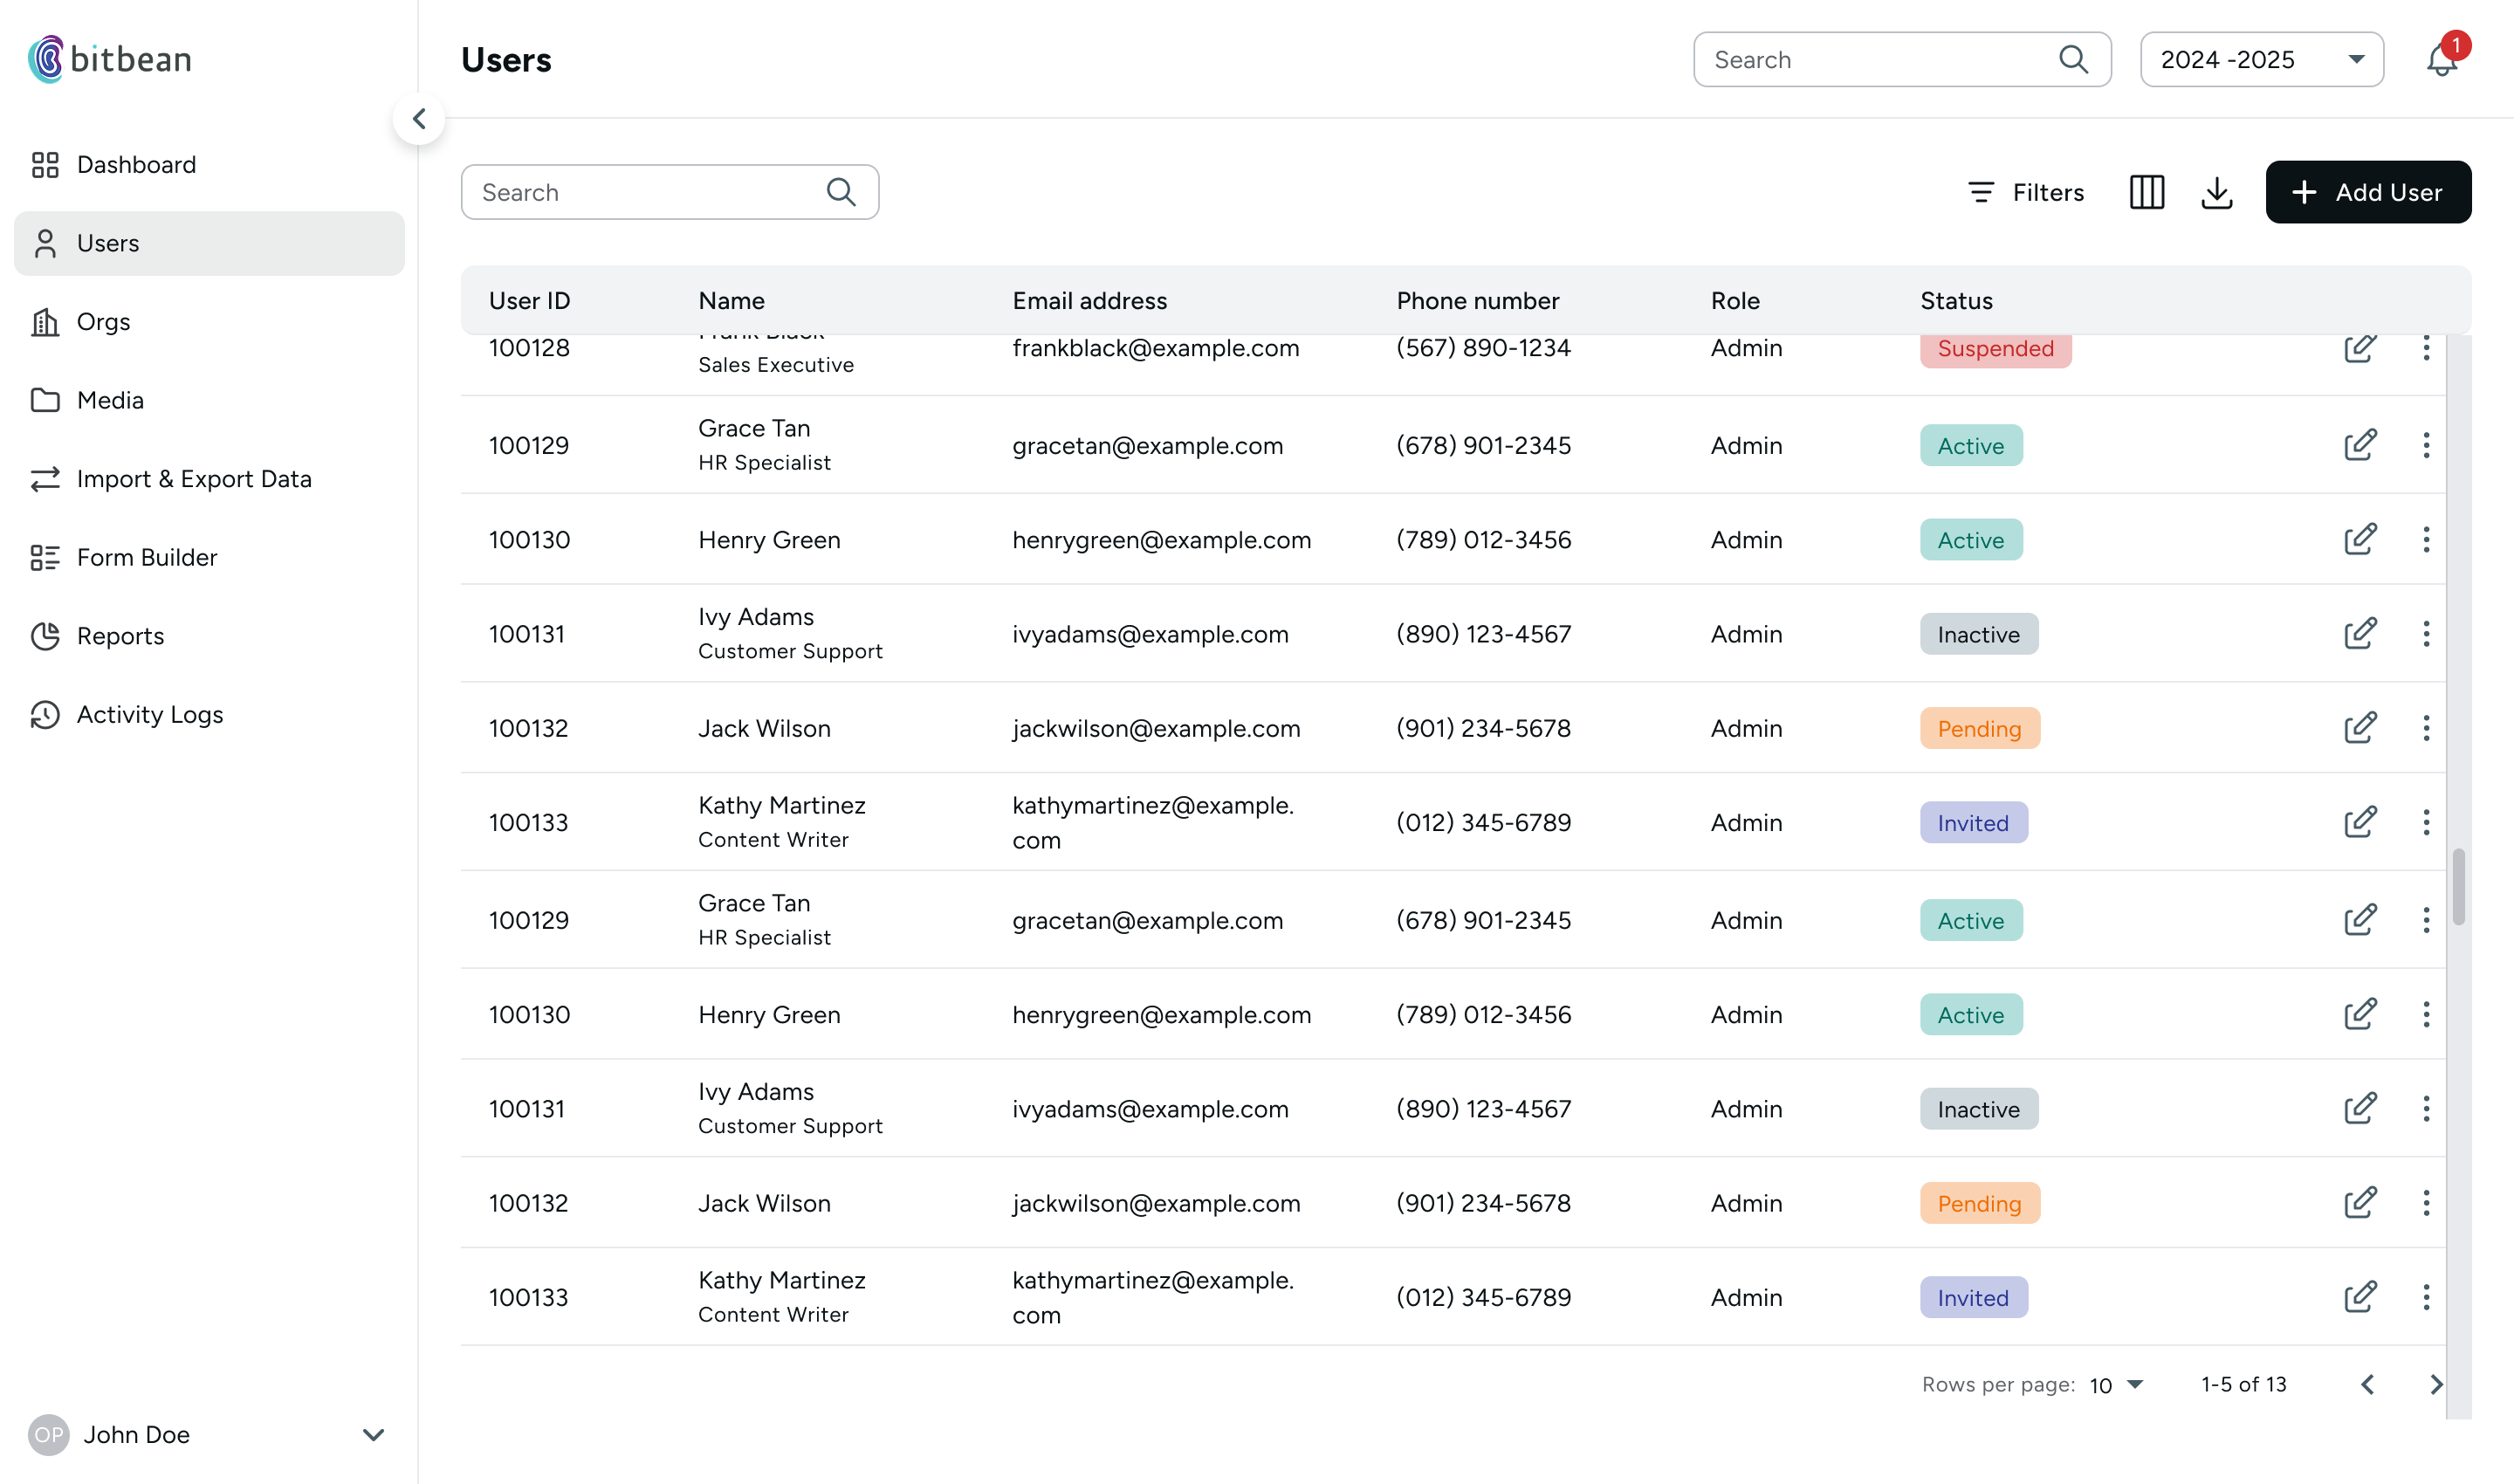 bitbean
Users
Search
2024 -2025
1
Dashboard
Users
Orgs
Media
Import & Export Data
Form Builder
Reports
Activity Logs
OP John Doe
Search
Filters
Add User
User ID Name Email address Phone number Role Status
Frank Black
100128 frankblack@example.com (567) 890-1234 Admin Suspended
Sales Executive
Grace Tan
100129 gracetan@example.com (678) 901-2345 Admin Active
HR Specialist
100130 Henry Green henrygreen@example.com (789) 012-3456 Admin Active
Ivy Adams
100131 ivyadams@example.com (890) 123-4567 Admin Inactive
Customer Support
100132 Jack Wilson jackwilson@example.com (901) 234-5678 Admin Pending
Kathy Martinez kathymartinez@example.
100133 (012) 345-6789 Admin Invited
Content Writer com
Grace Tan
100129 gracetan@example.com (678) 901-2345 Admin Active
HR Specialist
100130 Henry Green henrygreen@example.com (789) 012-3456 Admin Active
Ivy Adams
100131 ivyadams@example.com (890) 123-4567 Admin Inactive
Customer Support
100132 Jack Wilson jackwilson@example.com (901) 234-5678 Admin Pending
Kathy Martinez kathymartinez@example.
100133 (012) 345-6789 Admin Invited
Content Writer com
Rows per page: 10 1-5 of 13